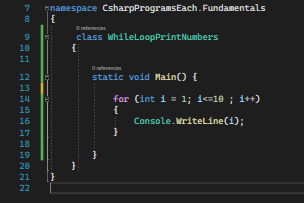 7 namespace CsharpProgramsEach.Fundamentals
8 {
0 references
9 class WhileLoopPrintNumbers
10 {
11
0 references
12 static void Main() {
13
14 for (int i = 1; i<=10 ; i++)
15 {
16 Console.WriteLine(i);
17 }
18
19 }
20 }
21 }
22